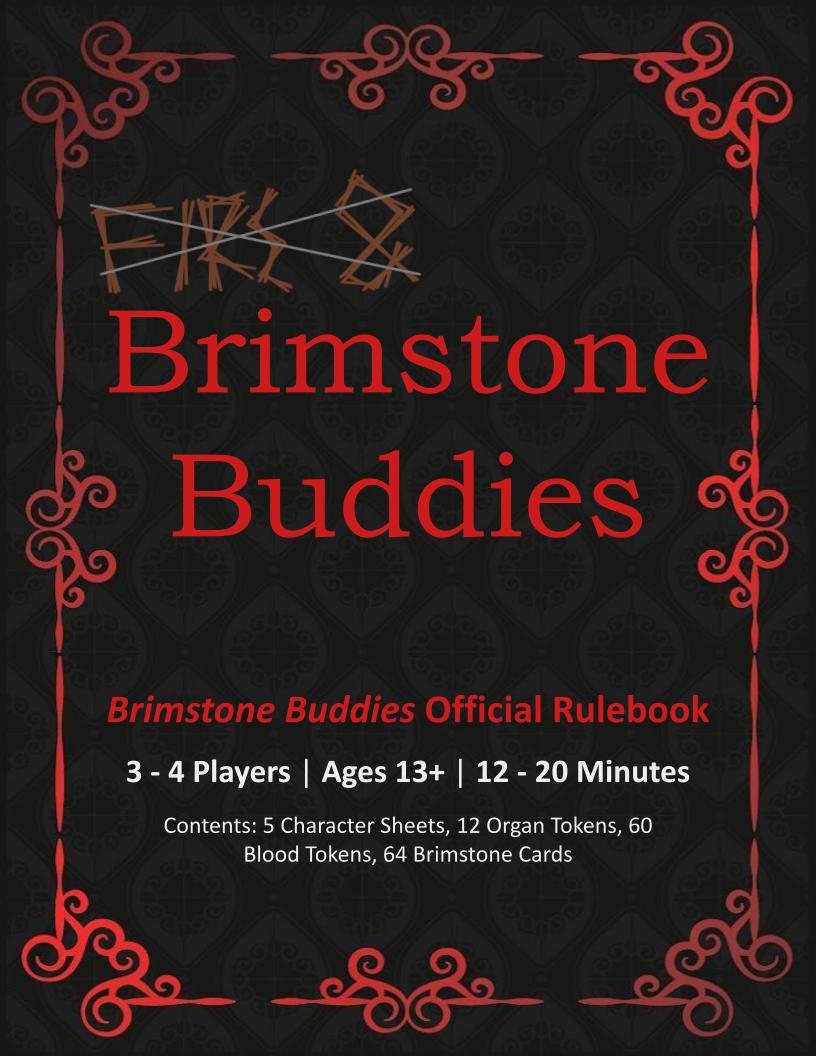 FIRE &
Brimstone
Buddies
Brimstone Buddies Official Rulebook
3 - 4 Players | Ages 13+ | 12 - 20 Minutes
Contents: 5 Character Sheets, 12 Organ Tokens, 60
Blood Tokens, 64 Brimstone Cards